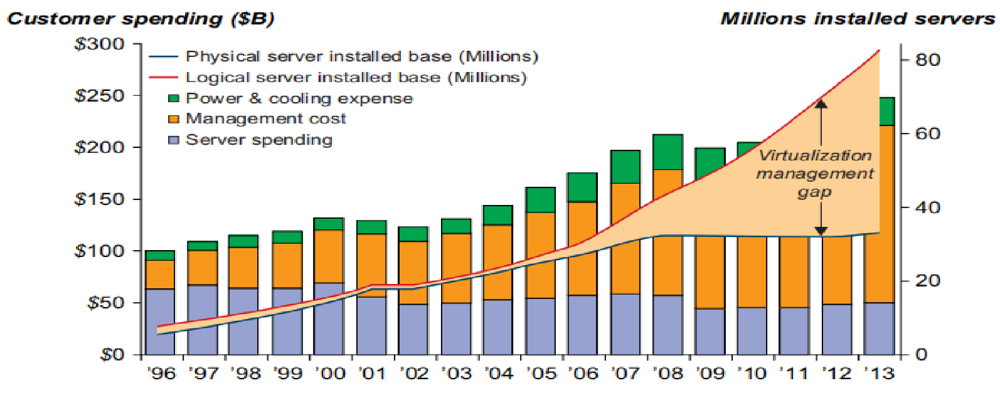 Customer spending ($B)
Millions installed servers
$300
$250
$200
$150
$100
$50
$0
Physical server installed base (Millions)
Logical server installed base (Millions)
Power & cooling expense
Management cost
Server spending
Virtualization
management
gap
80
60
40
20
0
'96 '97 '98 '99 '00 '01 '02 '03 '04 '05 '06 '07 '08 '09 '10 '11 '12 '13